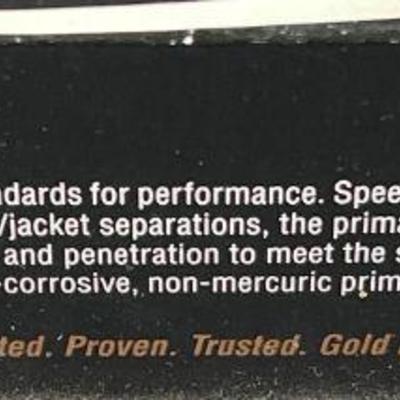 ndards for performance. Spee
/jacket separations, the prima
and penetration to meet the s
-corrosive, non-mercuric prim
ted. Proven. Trusted. Gold